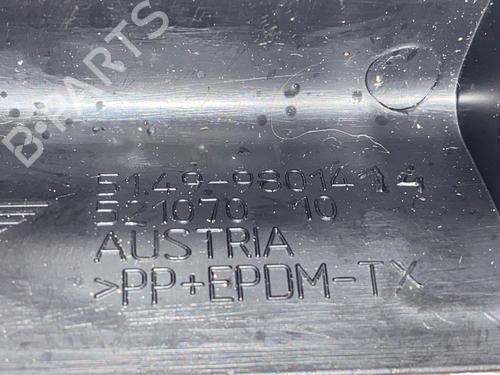 B-PARTS
5149-9801414
521070 10
AUSTRIA
>PP+EPDM-TX